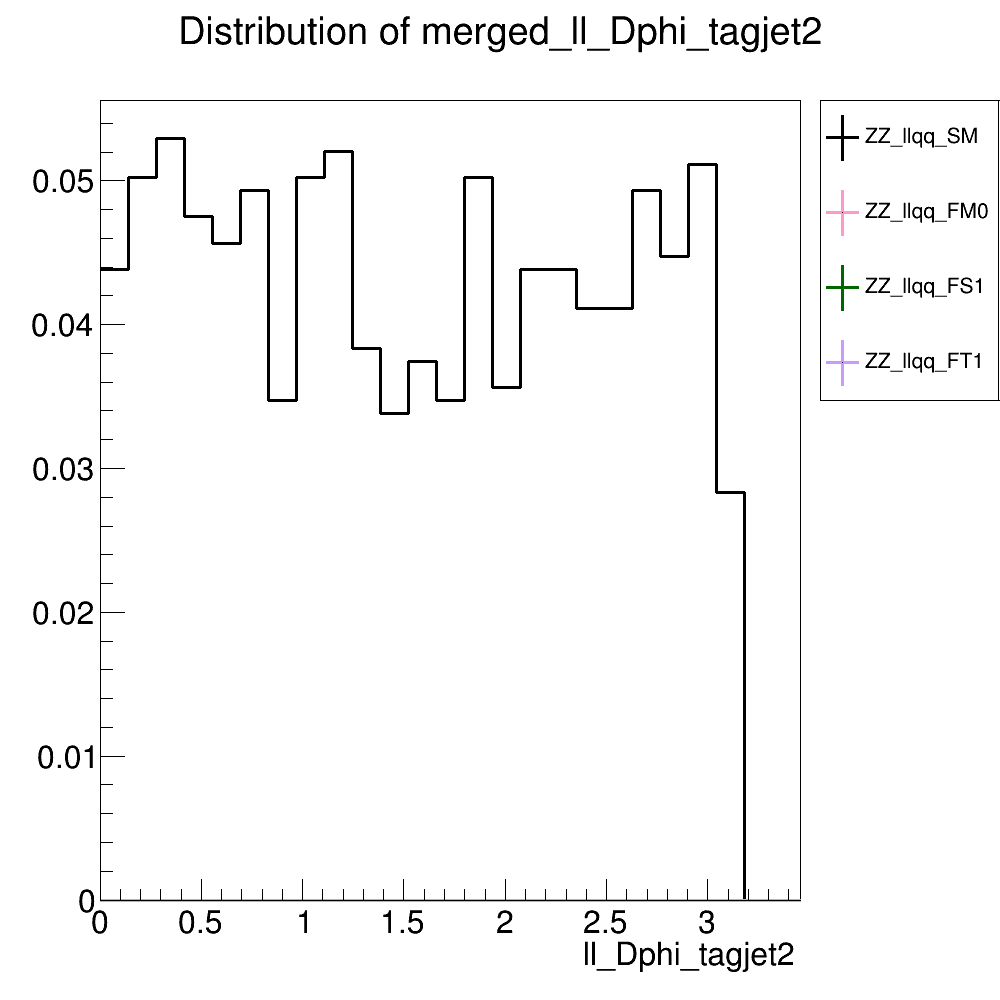 Distribution of merged_ll_Dphi_tagjet2
0.05
0.04
0.03
0.02
0.01
0
0 0.5 1 1.5 2 2.5 3
ll_Dphi_tagjet2
ZZ_llqq_SM
ZZ_llqq_FM0
ZZ_llqq_FS1
ZZ_llqq_FT1